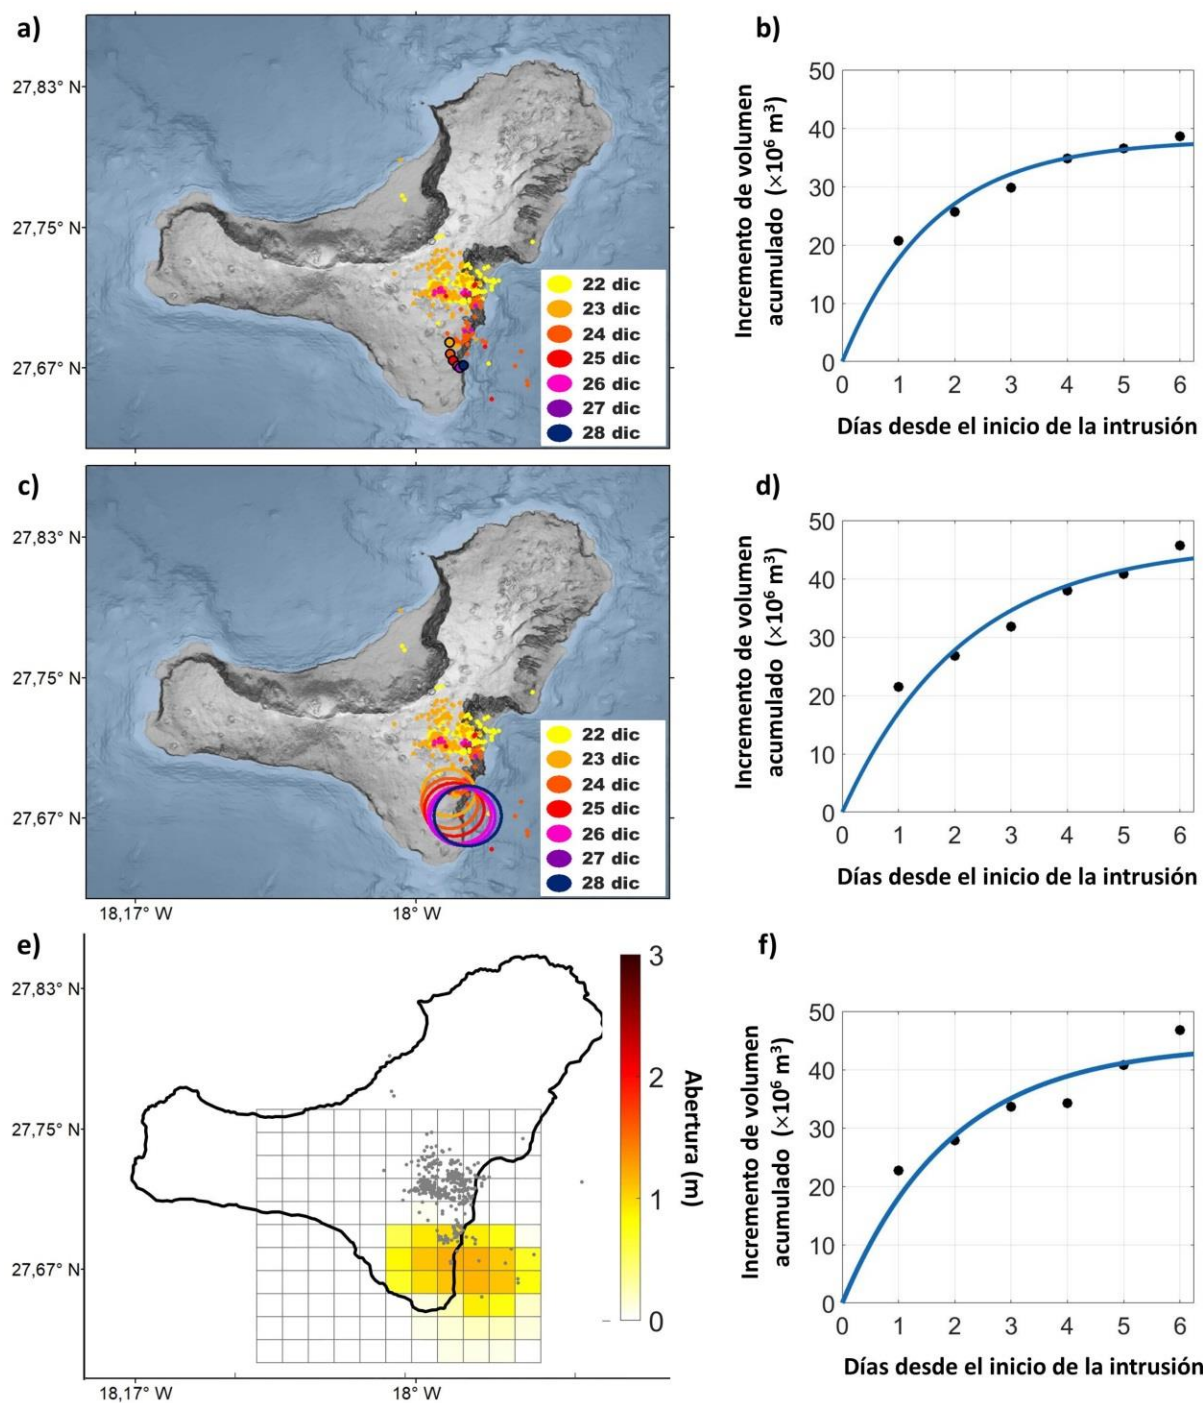 a)
27,83° N
27,75° N
27,67° N
22 dic
23 dic
24 dic
25 dic
26 dic
27 dic
28 dic
b)
Incremento de volumen
acumulado (×10⁶ m³)
50
40
30
20
10
0
0 1 2 3 4 5 6
Días desde el inicio de la intrusión
c)
27,83° N
27,75° N
27,67° N
22 dic
23 dic
24 dic
25 dic
26 dic
27 dic
28 dic
18,17° W 18° W
d)
Incremento de volumen
acumulado (×10⁶ m³)
50
40
30
20
10
0
0 1 2 3 4 5 6
Días desde el inicio de la intrusión
e)
27,83° N
27,75° N
27,67° N
18,17° W 18° W
3
2
1
0
Abertura (m)
f)
Incremento de volumen
acumulado (×10⁶ m³)
50
40
30
20
10
0
0 1 2 3 4 5 6
Días desde el inicio de la intrusión